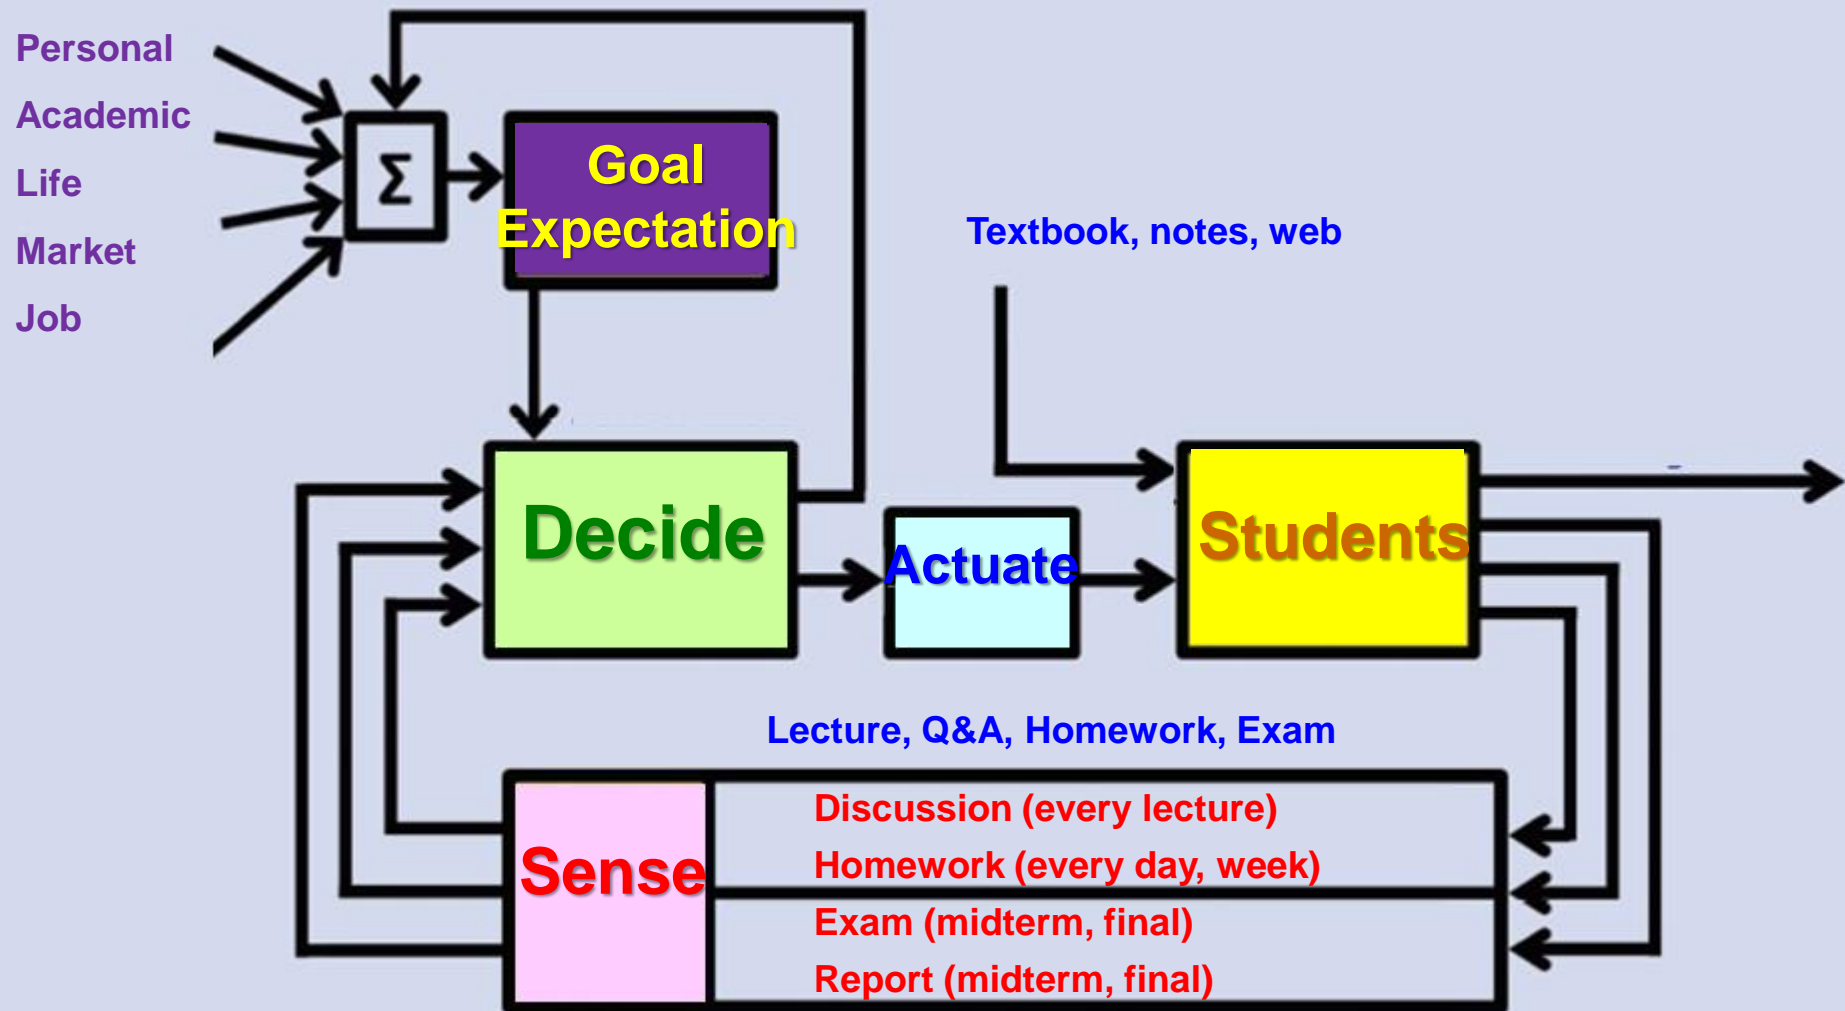 Personal
Academic
Life
Market
Job
Σ
Goal
Expectation
Textbook, notes, web
Decide
Actuate
Students
Lecture, Q&A, Homework, Exam
Sense
Discussion (every lecture)
Homework (every day, week)
Exam (midterm, final)
Report (midterm, final)